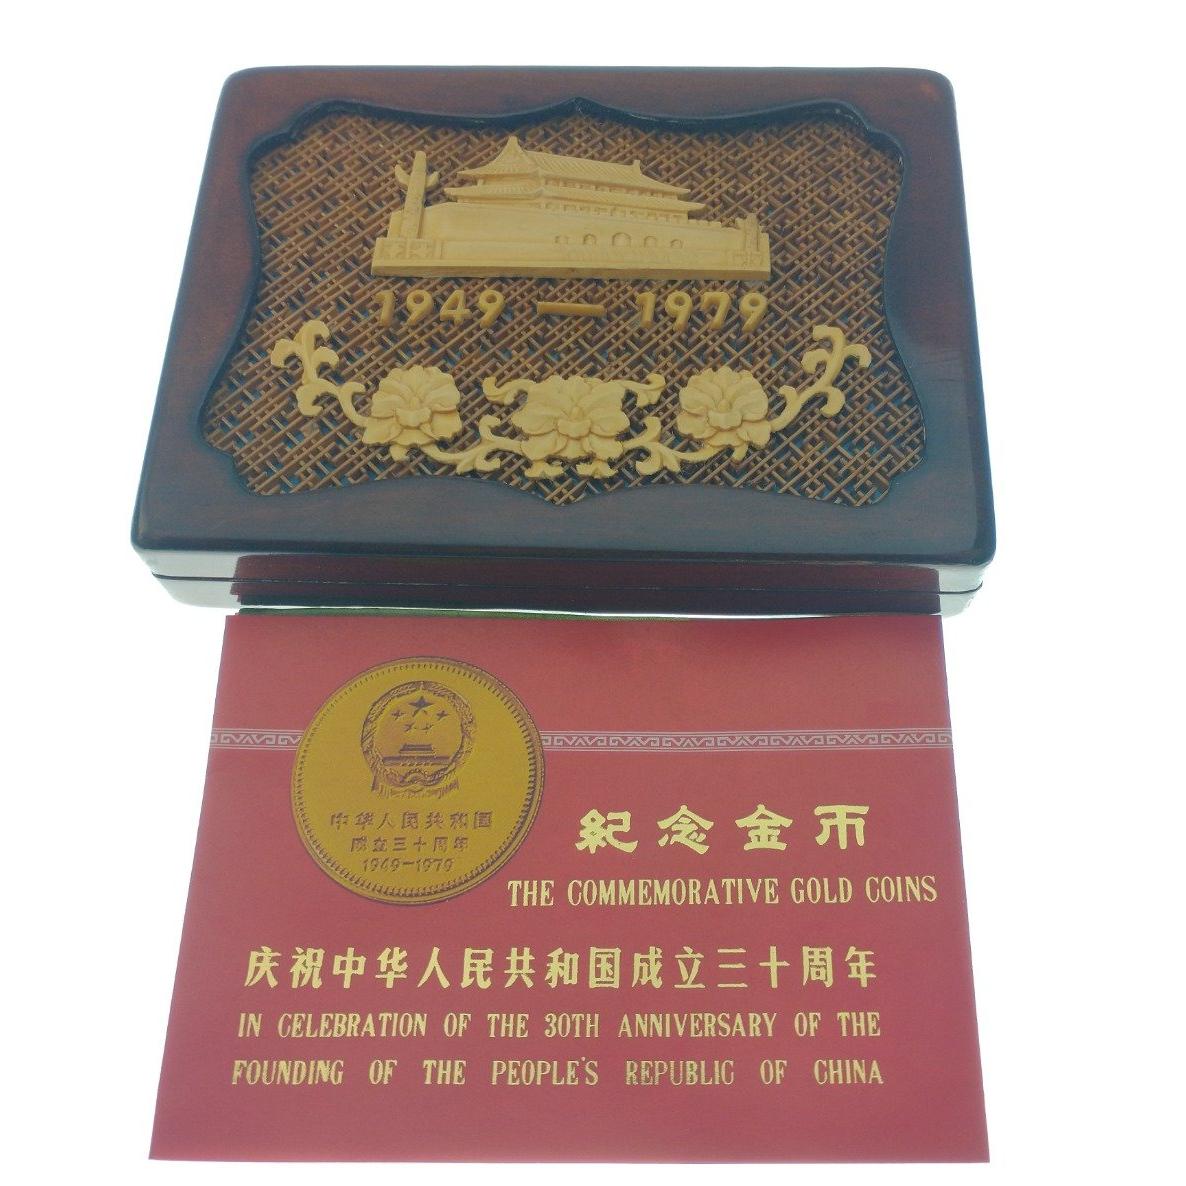 1949 — 1979
中华人民共和国
成立三十周年
1949-1979
紀念金币
THE COMMEMORATIVE GOLD COINS
庆祝中华人民共和国成立三十周年
IN CELEBRATION OF THE 30TH ANNIVERSARY OF THE
FOUNDING OF THE PEOPLE'S REPUBLIC OF CHINA